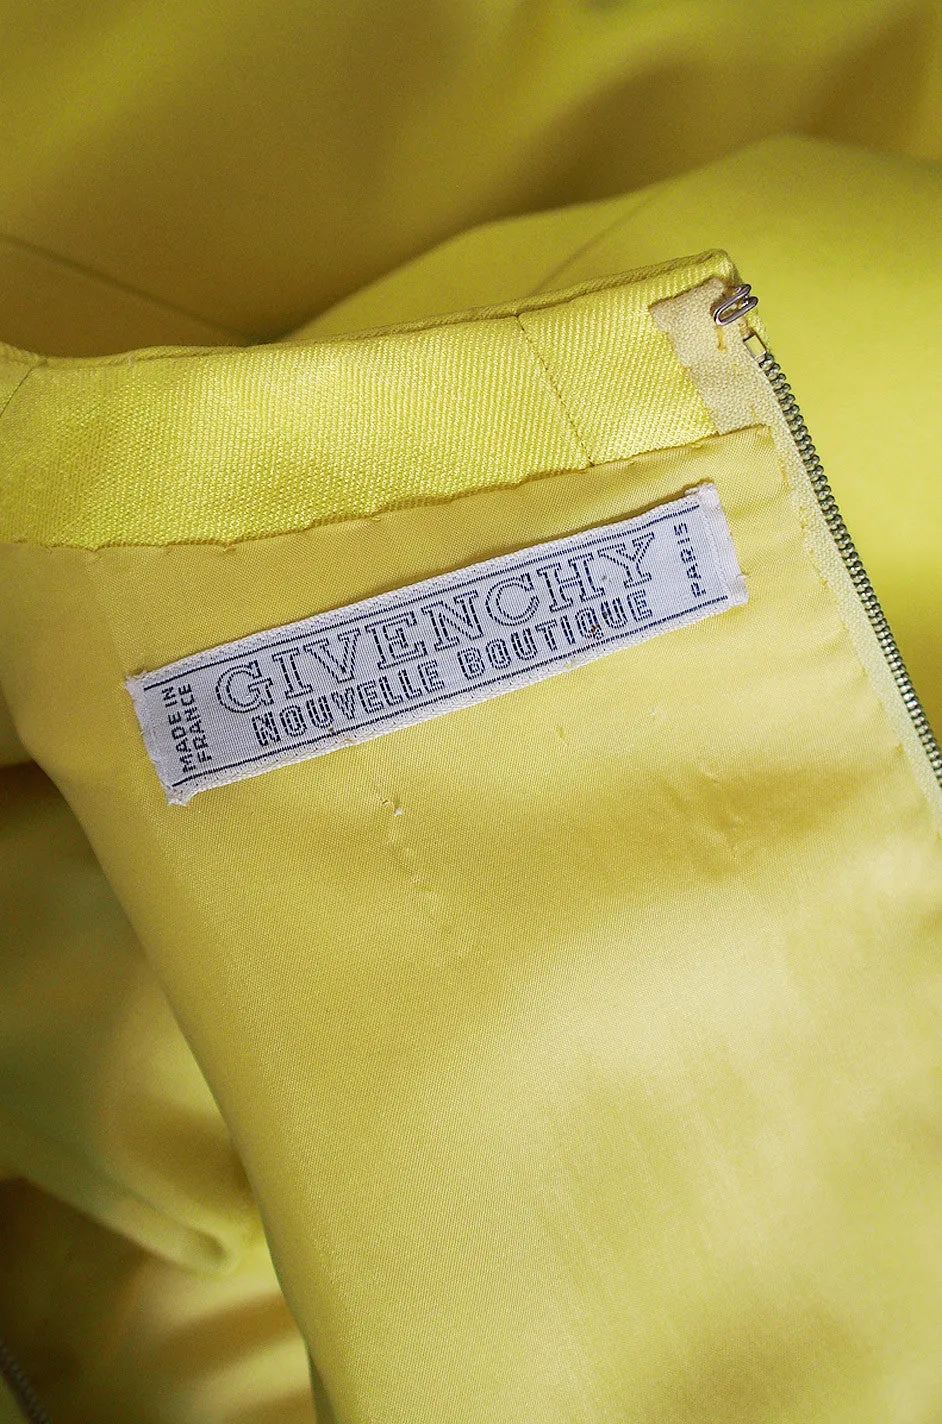 MADE IN
FRANCE
GIVENCHY
NOUVELLE BOUTIQUE
PARIS